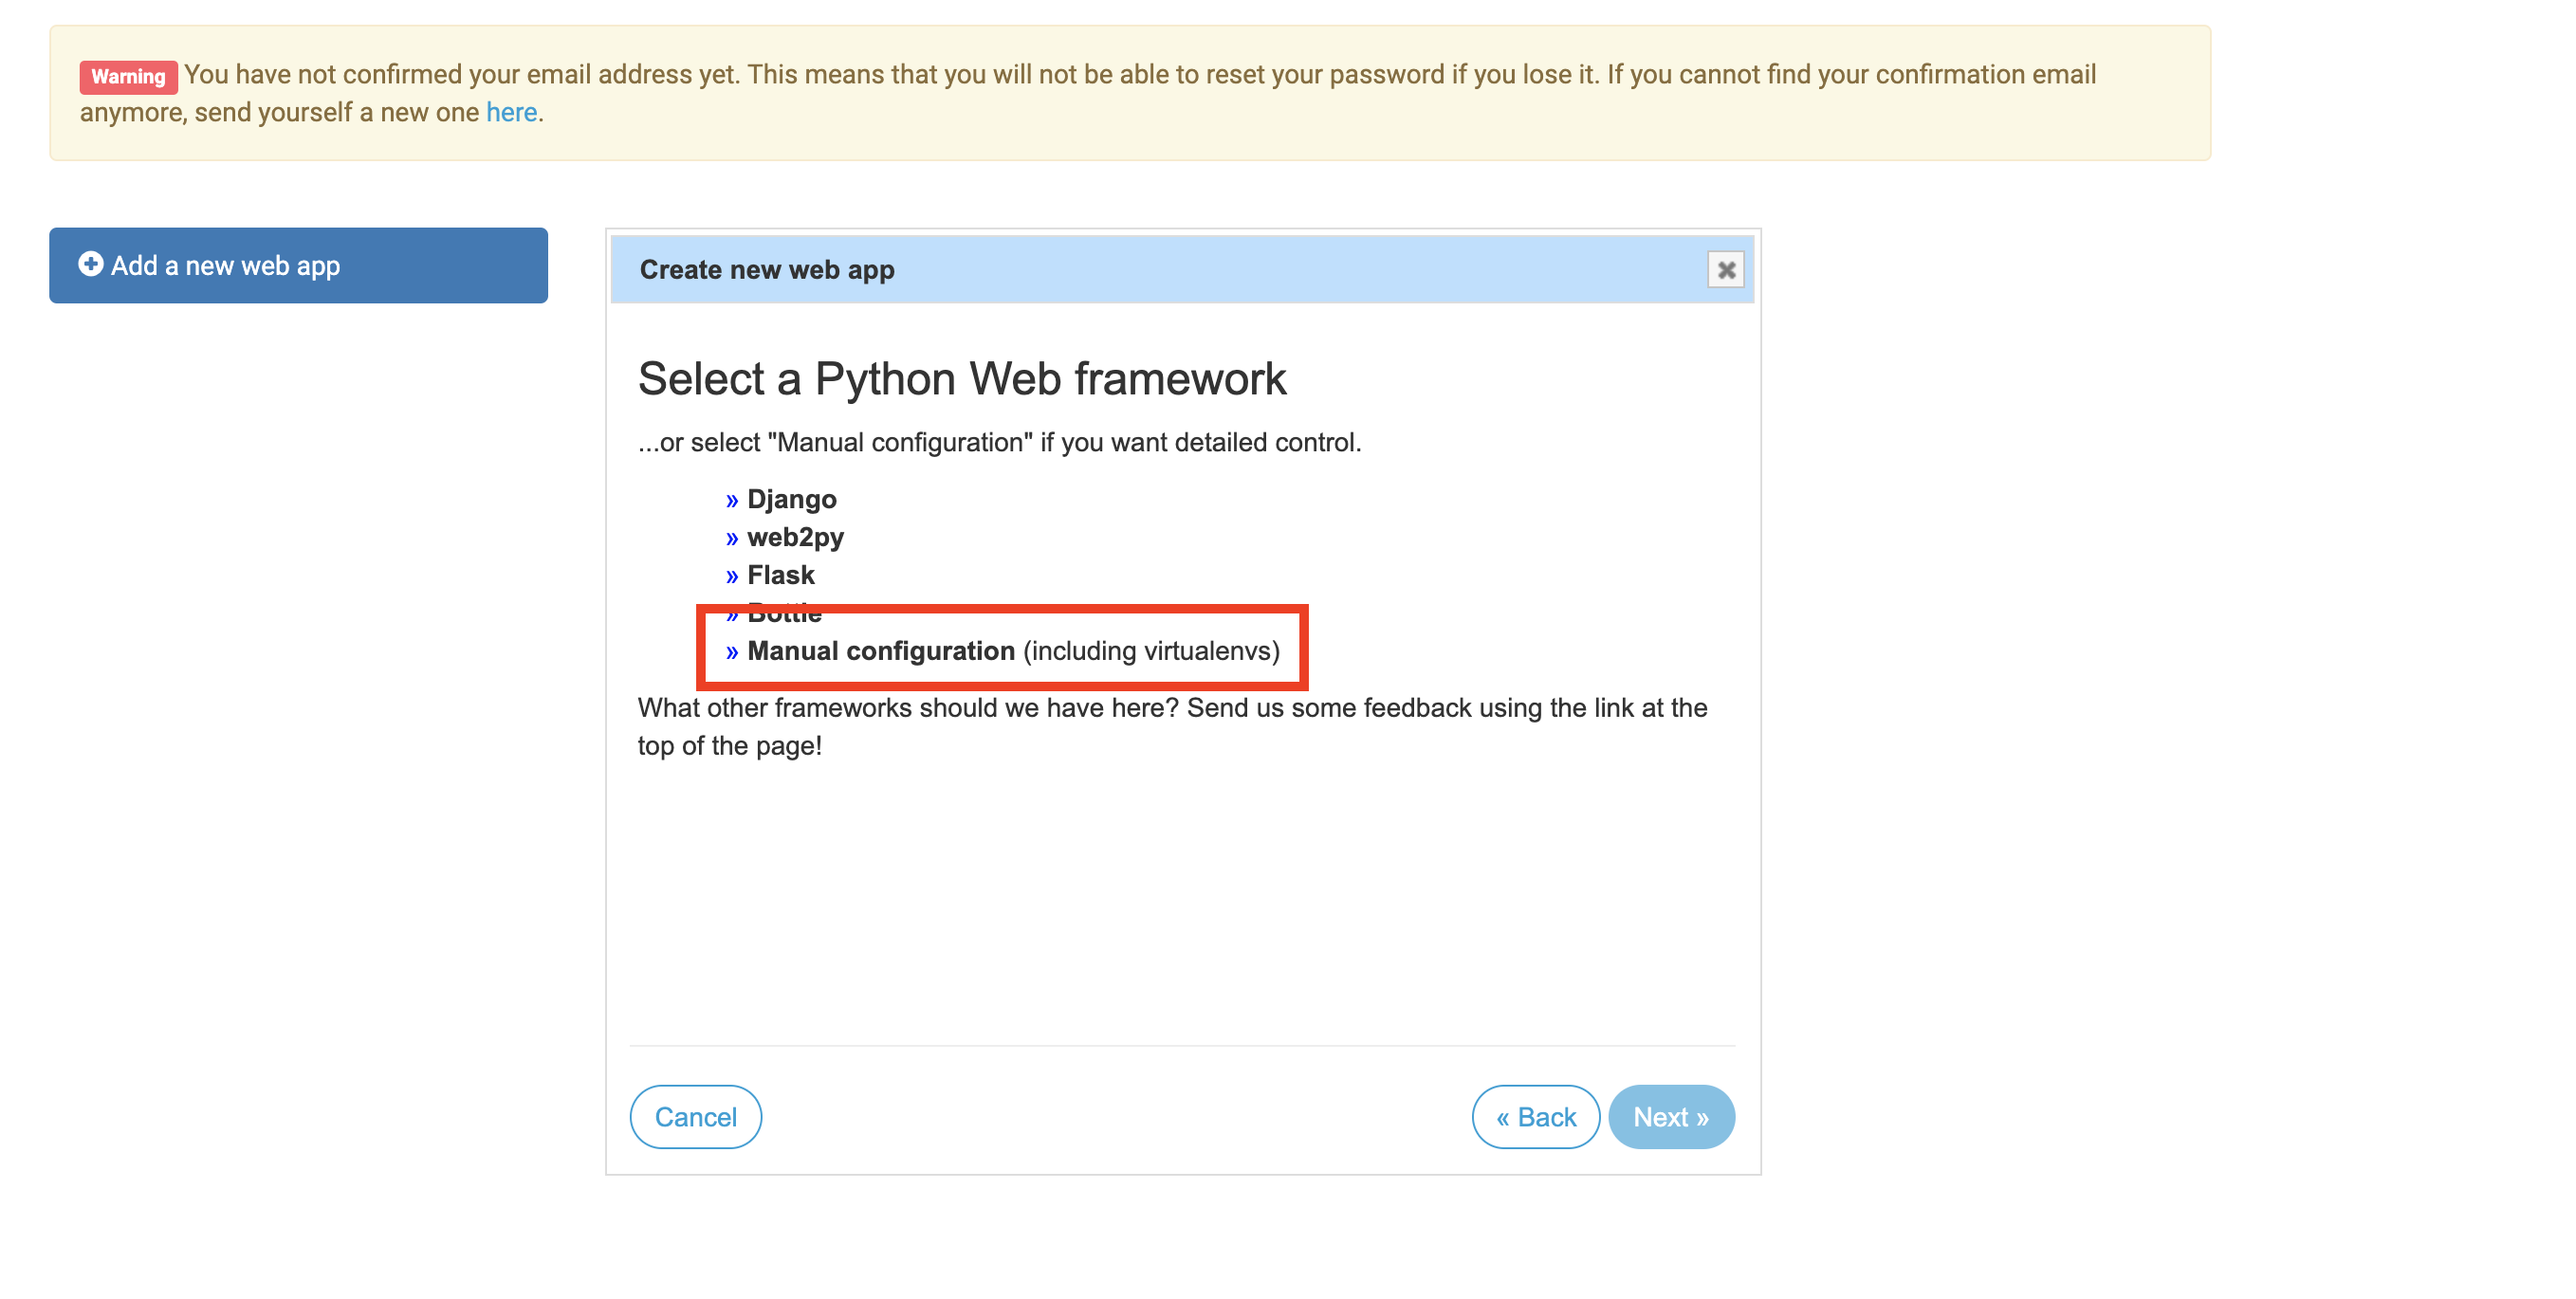 Warning You have not confirmed your email address yet. This means that you will not be able to reset your password if you lose it. If you cannot find your confirmation email
anymore, send yourself a new one here.
Add a new web app
Create new web app
Select a Python Web framework
...or select "Manual configuration" if you want detailed control.
» Django
» web2py
» Flask
» Bottle
» Manual configuration (including virtualenvs)
What other frameworks should we have here? Send us some feedback using the link at the
top of the page!
Cancel
« Back
Next »